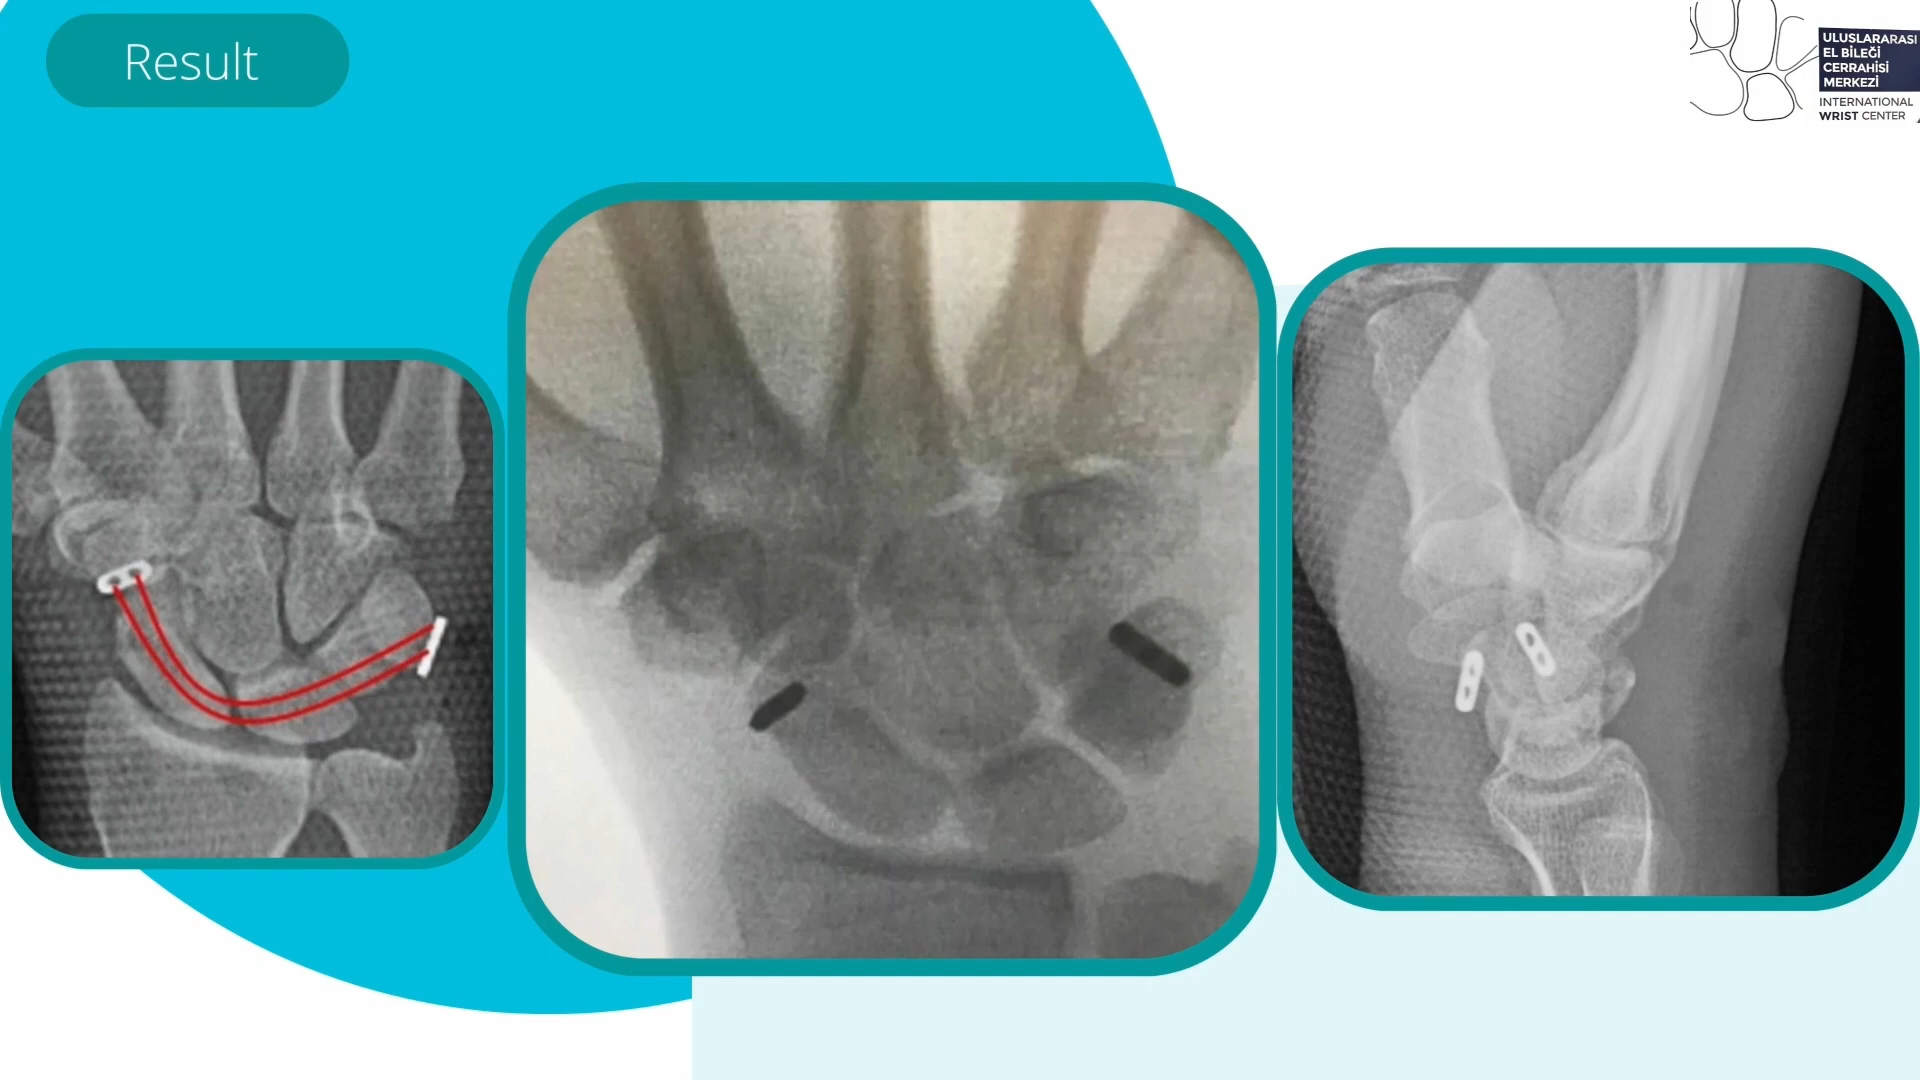 Result
ULUSLARARASI
EL BİLEĞİ
CERRAHİSİ
MERKEZİ
INTERNATIONAL
WRIST CENTER